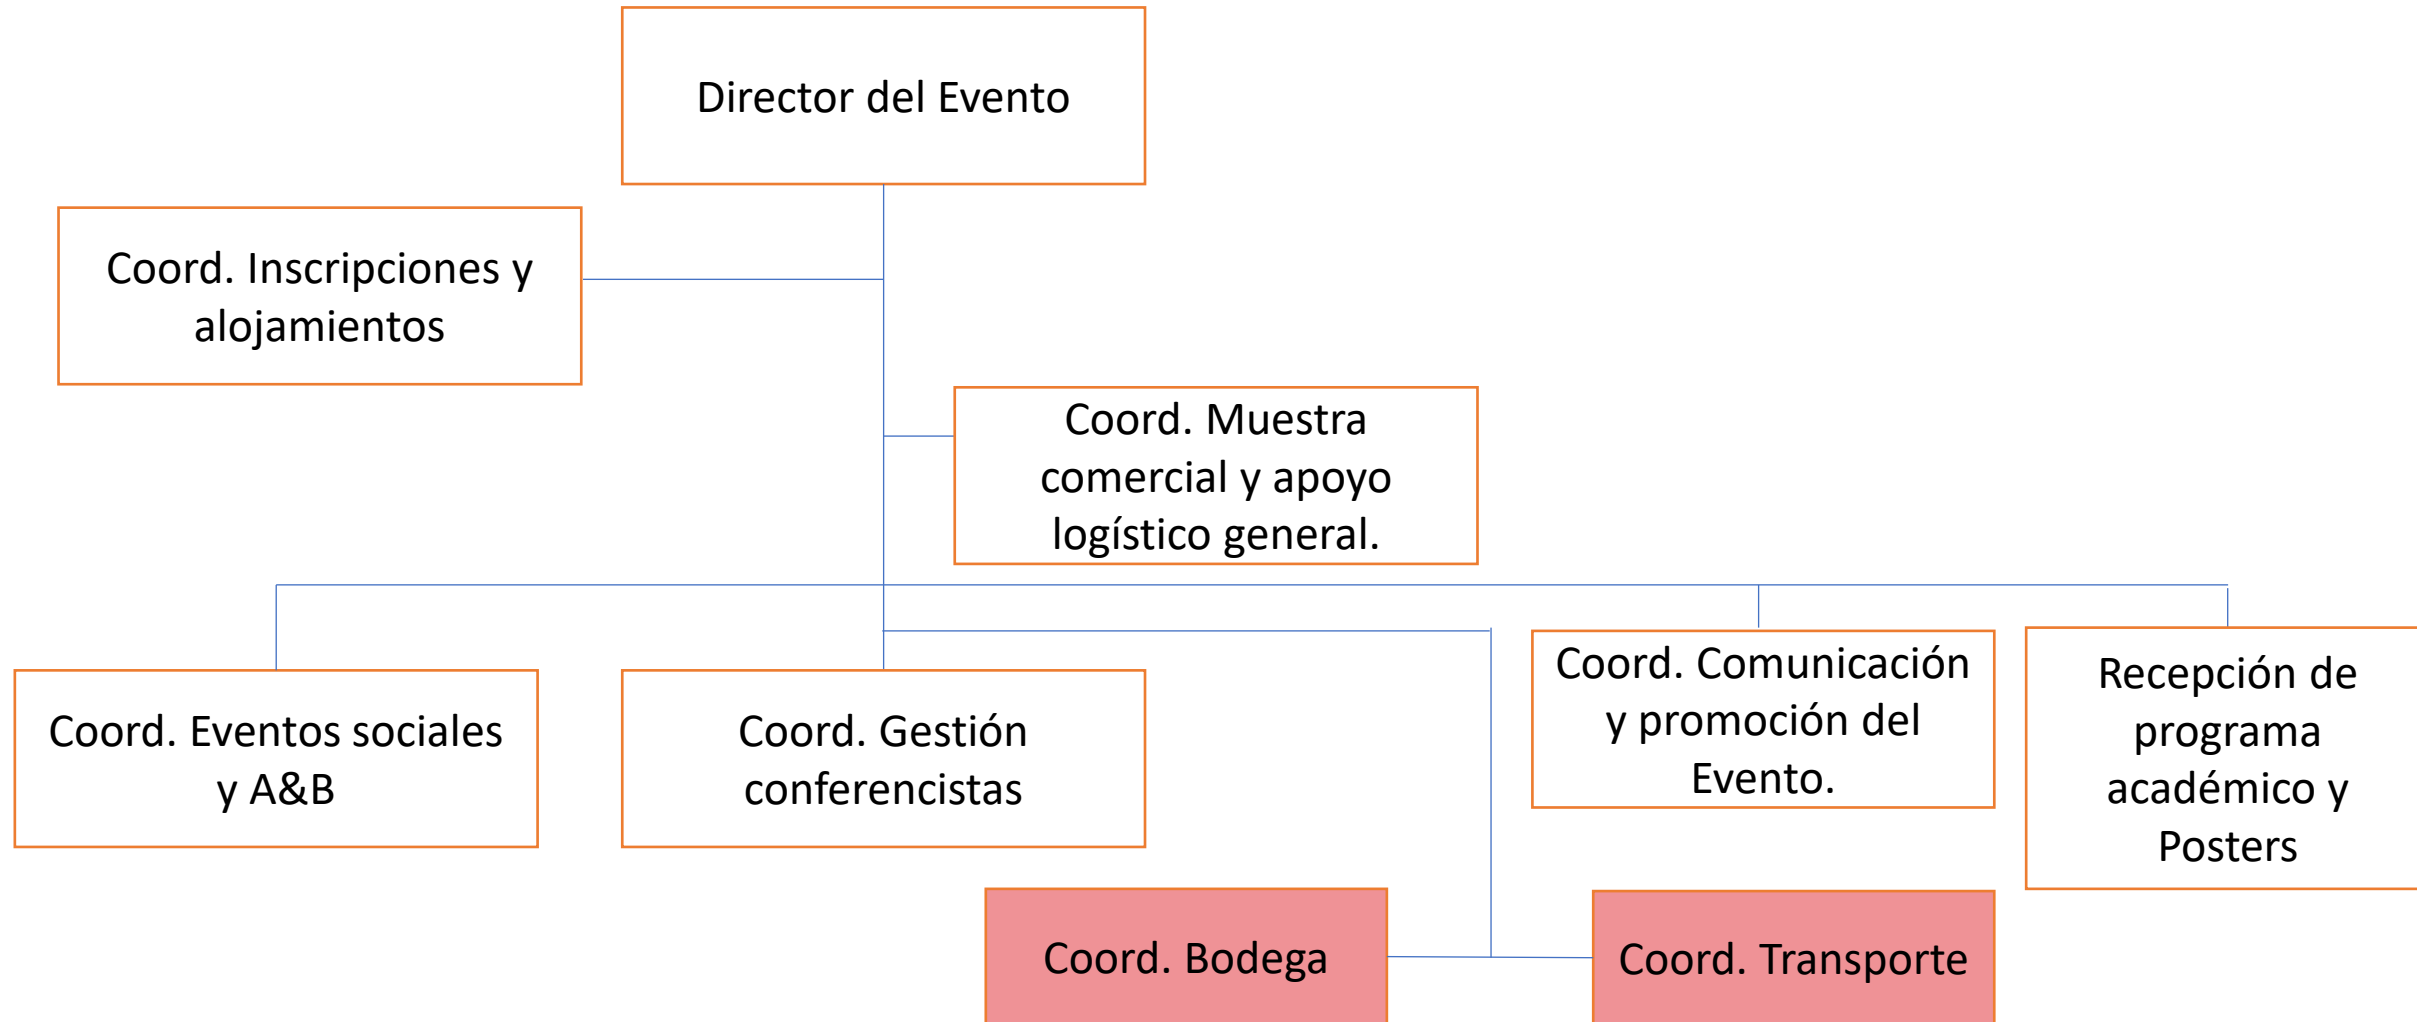 Director del Evento
Coord. Inscripciones y
alojamientos
Coord. Muestra
comercial y apoyo
logístico general.
Coord. Eventos sociales
y A&B
Coord. Gestión
conferencistas
Coord. Comunicación
y promoción del
Evento.
Recepción de
programa
académico y
Posters
Coord. Bodega
Coord. Transporte